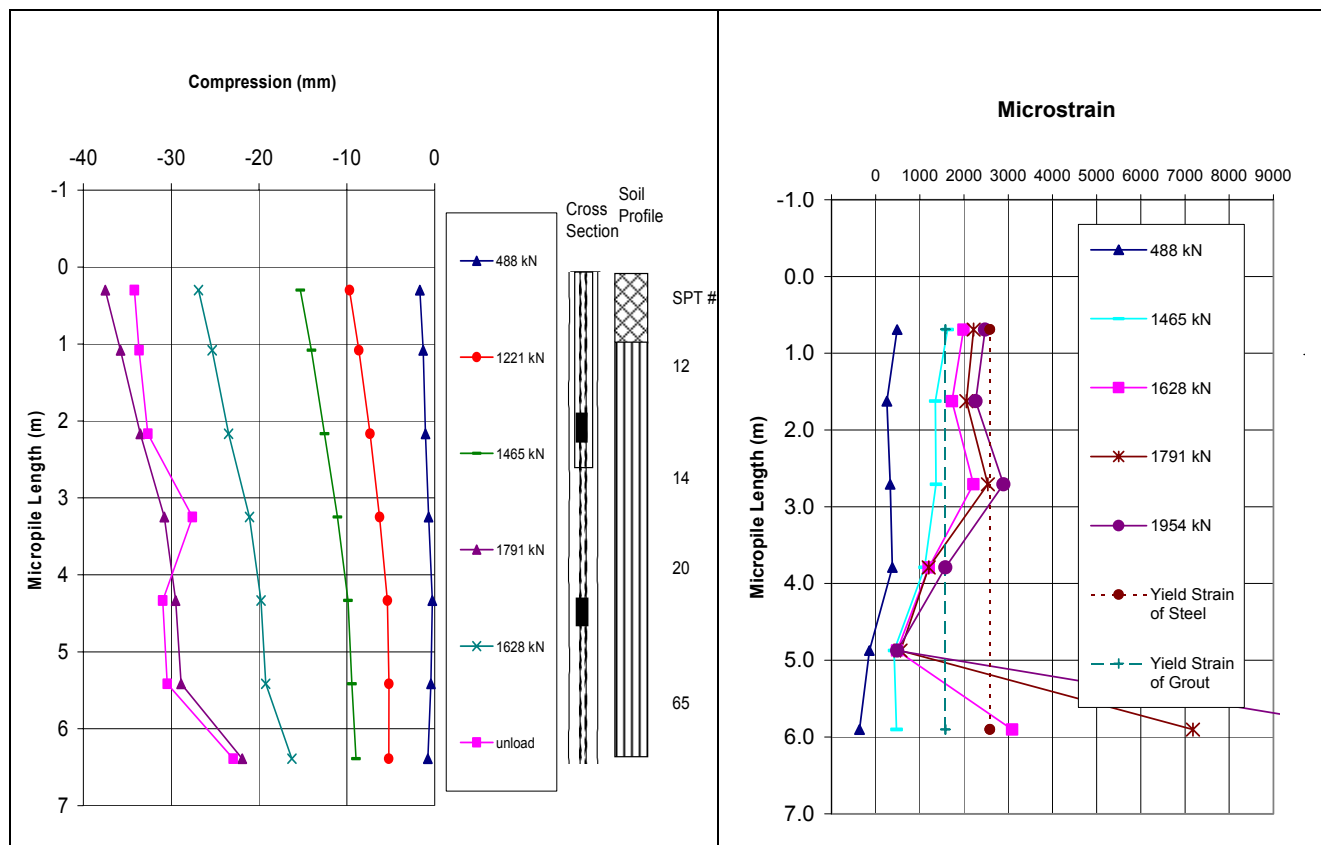 Compression (mm)
-40 -30 -20 -10 0
-1
0
1
2
3
4
5
6
7
Micropile Length (m)
488 kN
1221 kN
1465 kN
1628 kN
1791 kN
unload
Cross
Section
Soil
Profile
SPT #
12
14
20
65
Microstrain
0 1000 2000 3000 4000 5000 6000 7000 8000 9000
-1.0
0.0
1.0
2.0
3.0
4.0
5.0
6.0
7.0
Micropile Length (m)
488 kN
1465 kN
1628 kN
1791 kN
1954 kN
Yield Strain
of Steel
Yield Strain
of Grout